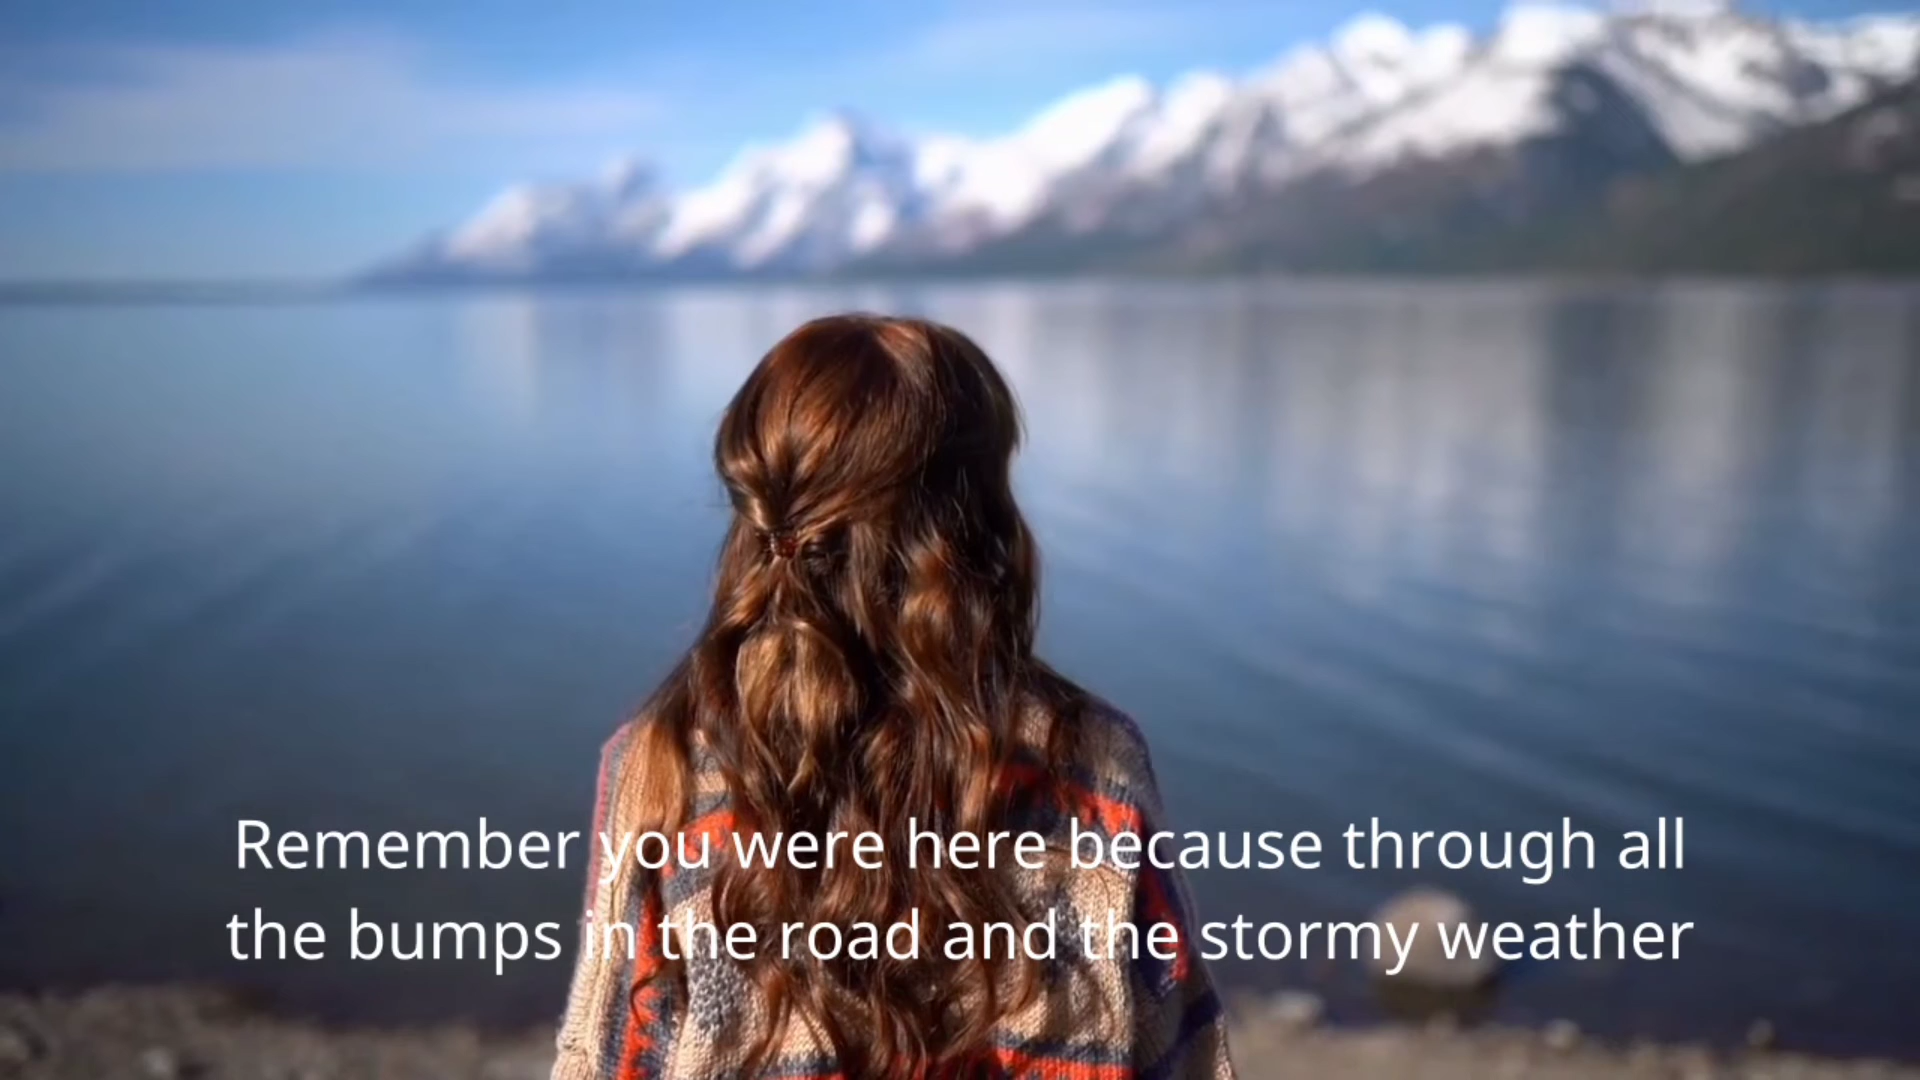 Remember you were here because through all
the bumps in the road and the stormy weather